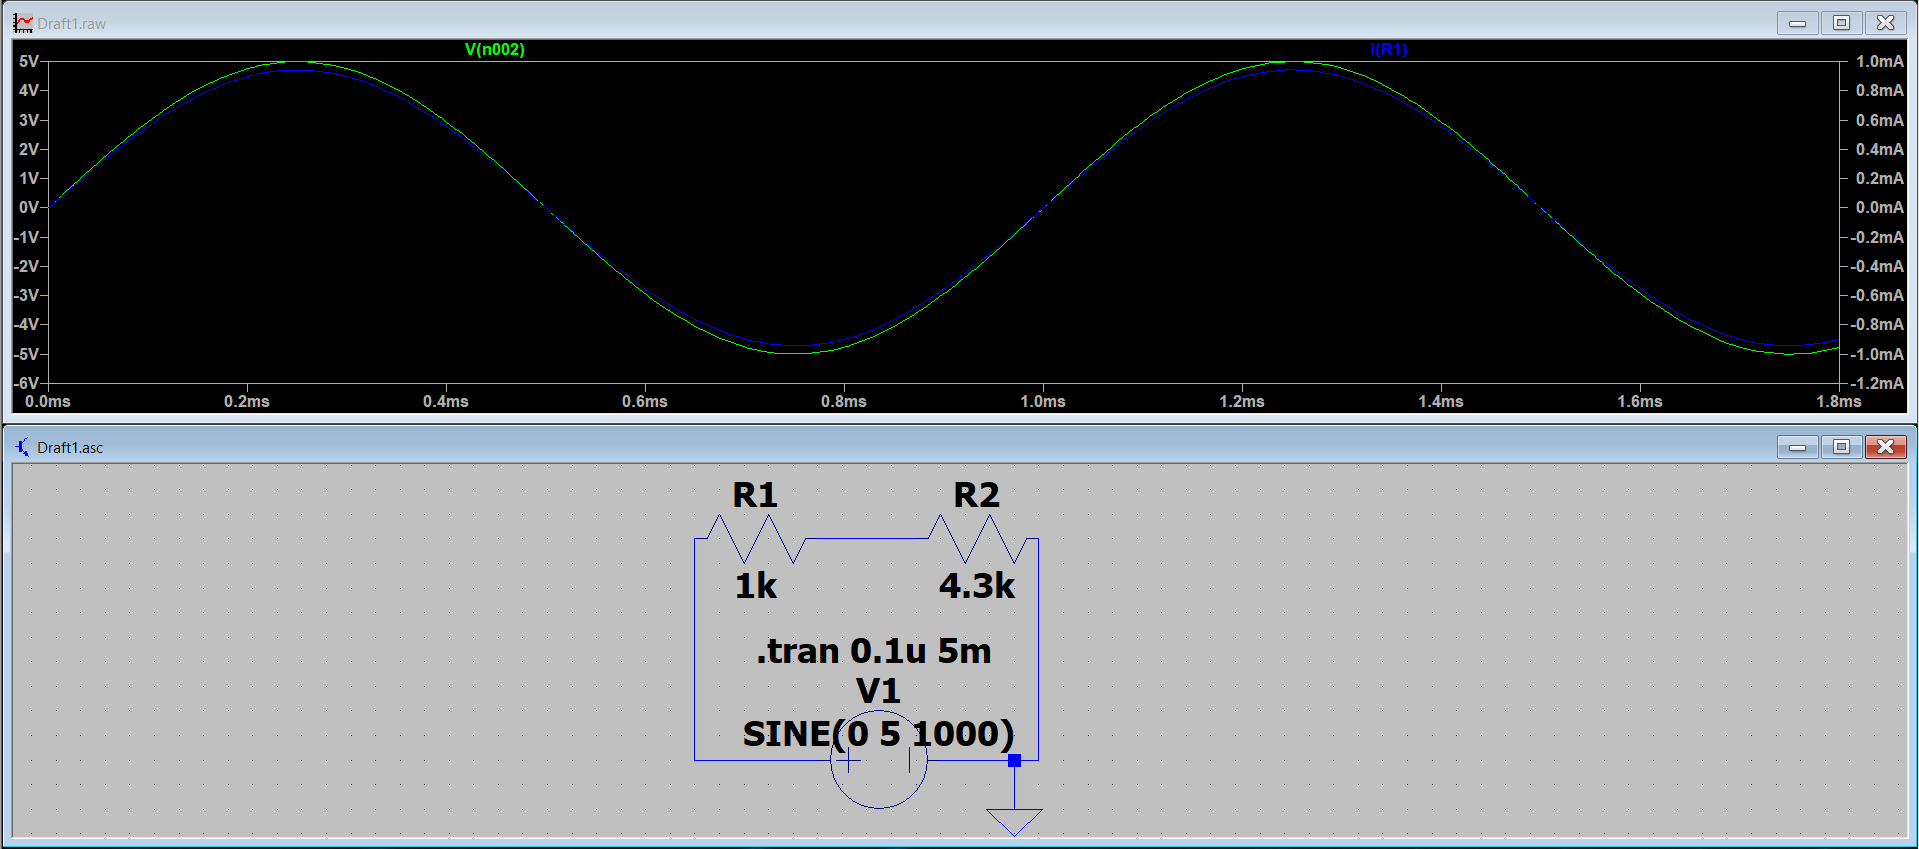 Draft1.raw
V(n002) I(R1)
5V 1.0mA
4V 0.8mA
3V 0.6mA
2V 0.4mA
1V 0.2mA
0V 0.0mA
-1V -0.2mA
-2V -0.4mA
-3V -0.6mA
-4V -0.8mA
-5V -1.0mA
-6V -1.2mA
0.0ms 0.2ms 0.4ms 0.6ms 0.8ms 1.0ms 1.2ms 1.4ms 1.6ms 1.8ms
Draft1.asc
R1 R2
1k 4.3k
.tran 0.1u 5m
V1
SINE(0 5 1000)